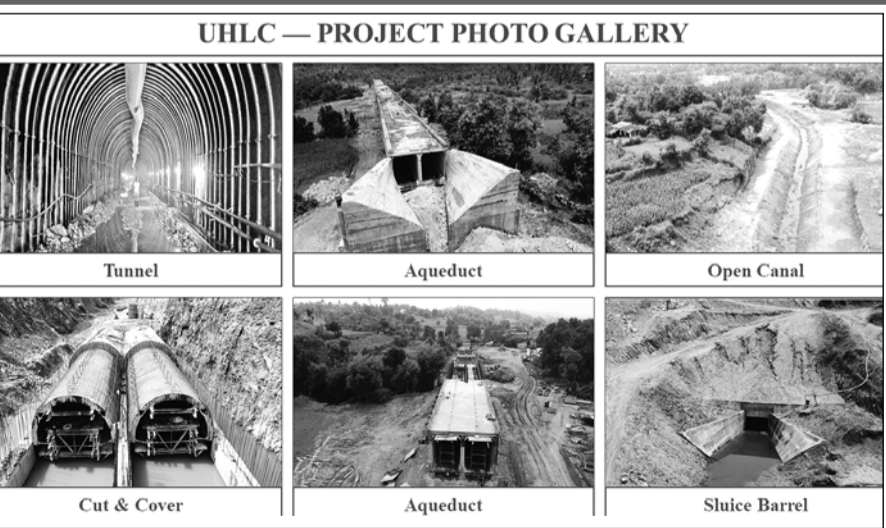 UHLC — PROJECT PHOTO GALLERY
Tunnel
Aqueduct
Open Canal
Cut & Cover
Aqueduct
Sluice Barrel